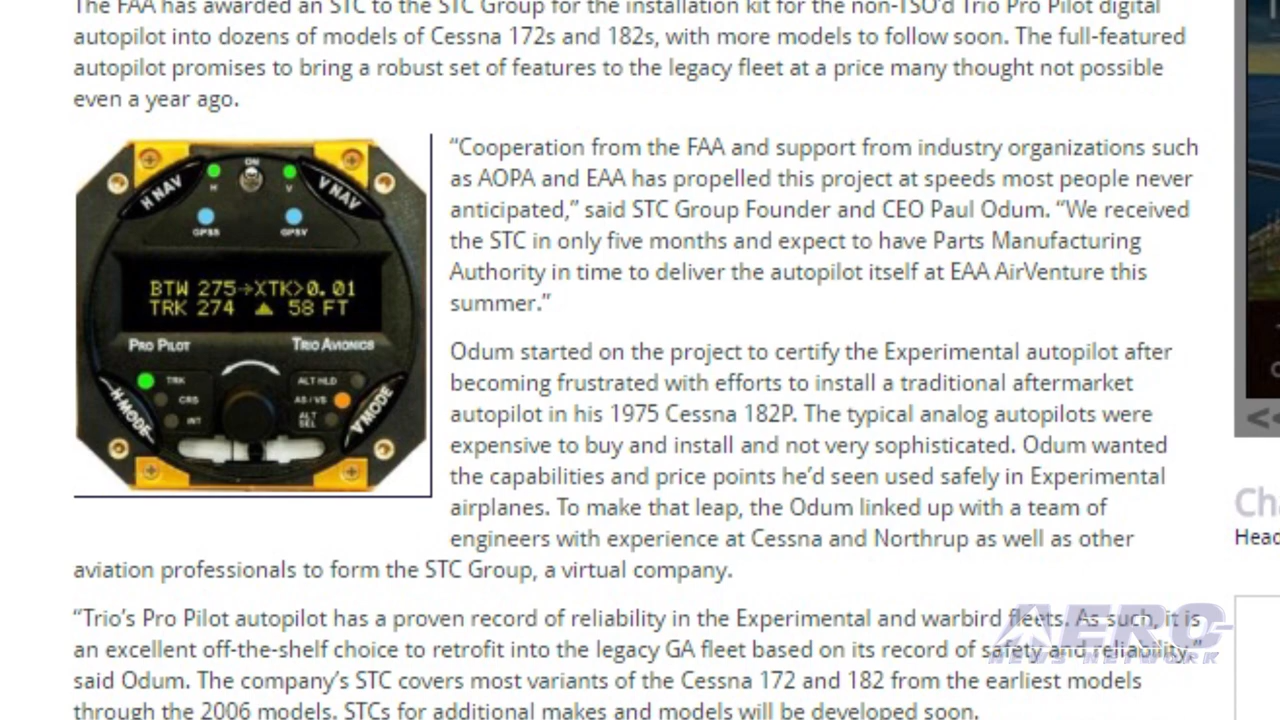 The FAA has awarded an STC to the STC Group for the installation kit for the non-TSO'd Trio Pro Pilot digital
autopilot into dozens of models of Cessna 172s and 182s, with more models to follow soon. The full-featured
autopilot promises to bring a robust set of features to the legacy fleet at a price many thought not possible
even a year ago.
ON
H NAV
H
V
V NAV
GPSS
GPSV
BTW 275→XTK>0.01
TRK 274 ▲ 58 FT
PRO PILOT
TRIO AVIONICS
TRK
CRS
INT
ALT HLD
AS / VS
ALT
SEL
H-MODE
V MODE
“Cooperation from the FAA and support from industry organizations such
as AOPA and EAA has propelled this project at speeds most people never
anticipated,” said STC Group Founder and CEO Paul Odum. “We received
the STC in only five months and expect to have Parts Manufacturing
Authority in time to deliver the autopilot itself at EAA AirVenture this
summer.”
Odum started on the project to certify the Experimental autopilot after
becoming frustrated with efforts to install a traditional aftermarket
autopilot in his 1975 Cessna 182P. The typical analog autopilots were
expensive to buy and install and not very sophisticated. Odum wanted
the capabilities and price points he’d seen used safely in Experimental
airplanes. To make that leap, the Odum linked up with a team of
engineers with experience at Cessna and Northrup as well as other
aviation professionals to form the STC Group, a virtual company.
“Trio’s Pro Pilot autopilot has a proven record of reliability in the Experimental and warbird fleets. As such, it is
an excellent off-the-shelf choice to retrofit into the legacy GA fleet based on its record of safety and reliability,”
said Odum. The company’s STC covers most variants of the Cessna 172 and 182 from the earliest models
through the 2006 models. STCs for additional makes and models will be developed soon.
<<
Ch
Head
AERO
NEWS NETWORK